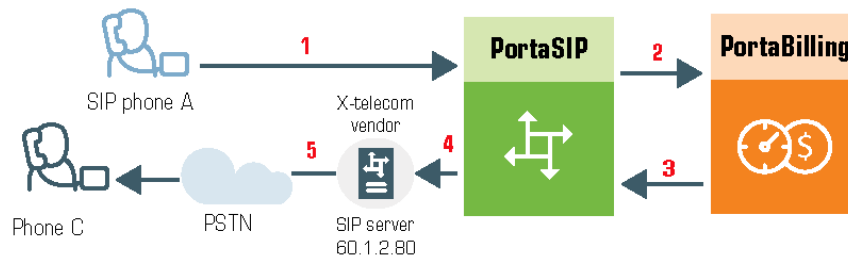 1
PortaSIP
2
PortaBilling
SIP phone A
X-telecom
vendor
5
4
3
$
Phone C
PSTN
SIP server
60.1.2.80